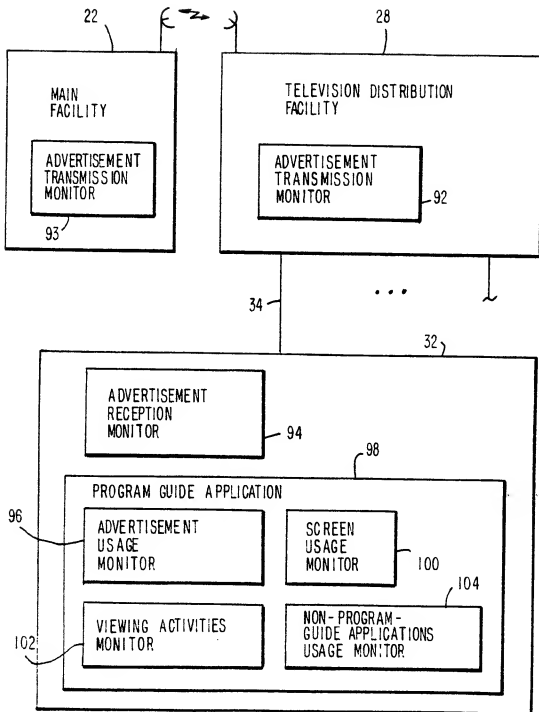 22
28
MAIN
FACILITY
ADVERTISEMENT
TRANSMISSION
MONITOR
93
TELEVISION DISTRIBUTION
FACILITY
ADVERTISEMENT
TRANSMISSION
MONITOR
92
34
...
32
ADVERTISEMENT
RECEPTION
MONITOR
94
98
PROGRAM GUIDE APPLICATION
96
ADVERTISEMENT
USAGE
MONITOR
SCREEN
USAGE
MONITOR
100
104
102
VIEWING ACTIVITIES
MONITOR
NON-PROGRAM-
GUIDE APPLICATIONS
USAGE MONITOR